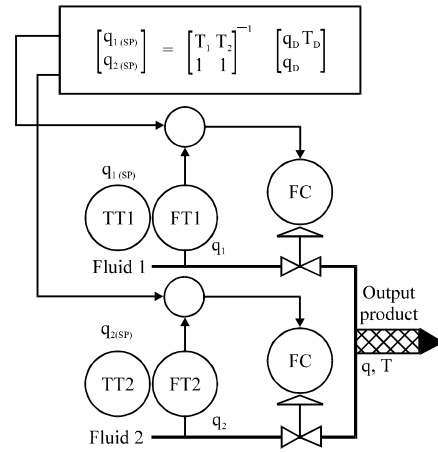 q1 (SP) = T1 T2 -1 qD TD
q2 (SP) 1 1 qD
q1 (SP)
FC
TT1 FT1
q1
Fluid 1
Output
product
q2(SP)
FC
q, T
TT2 FT2
q2
Fluid 2